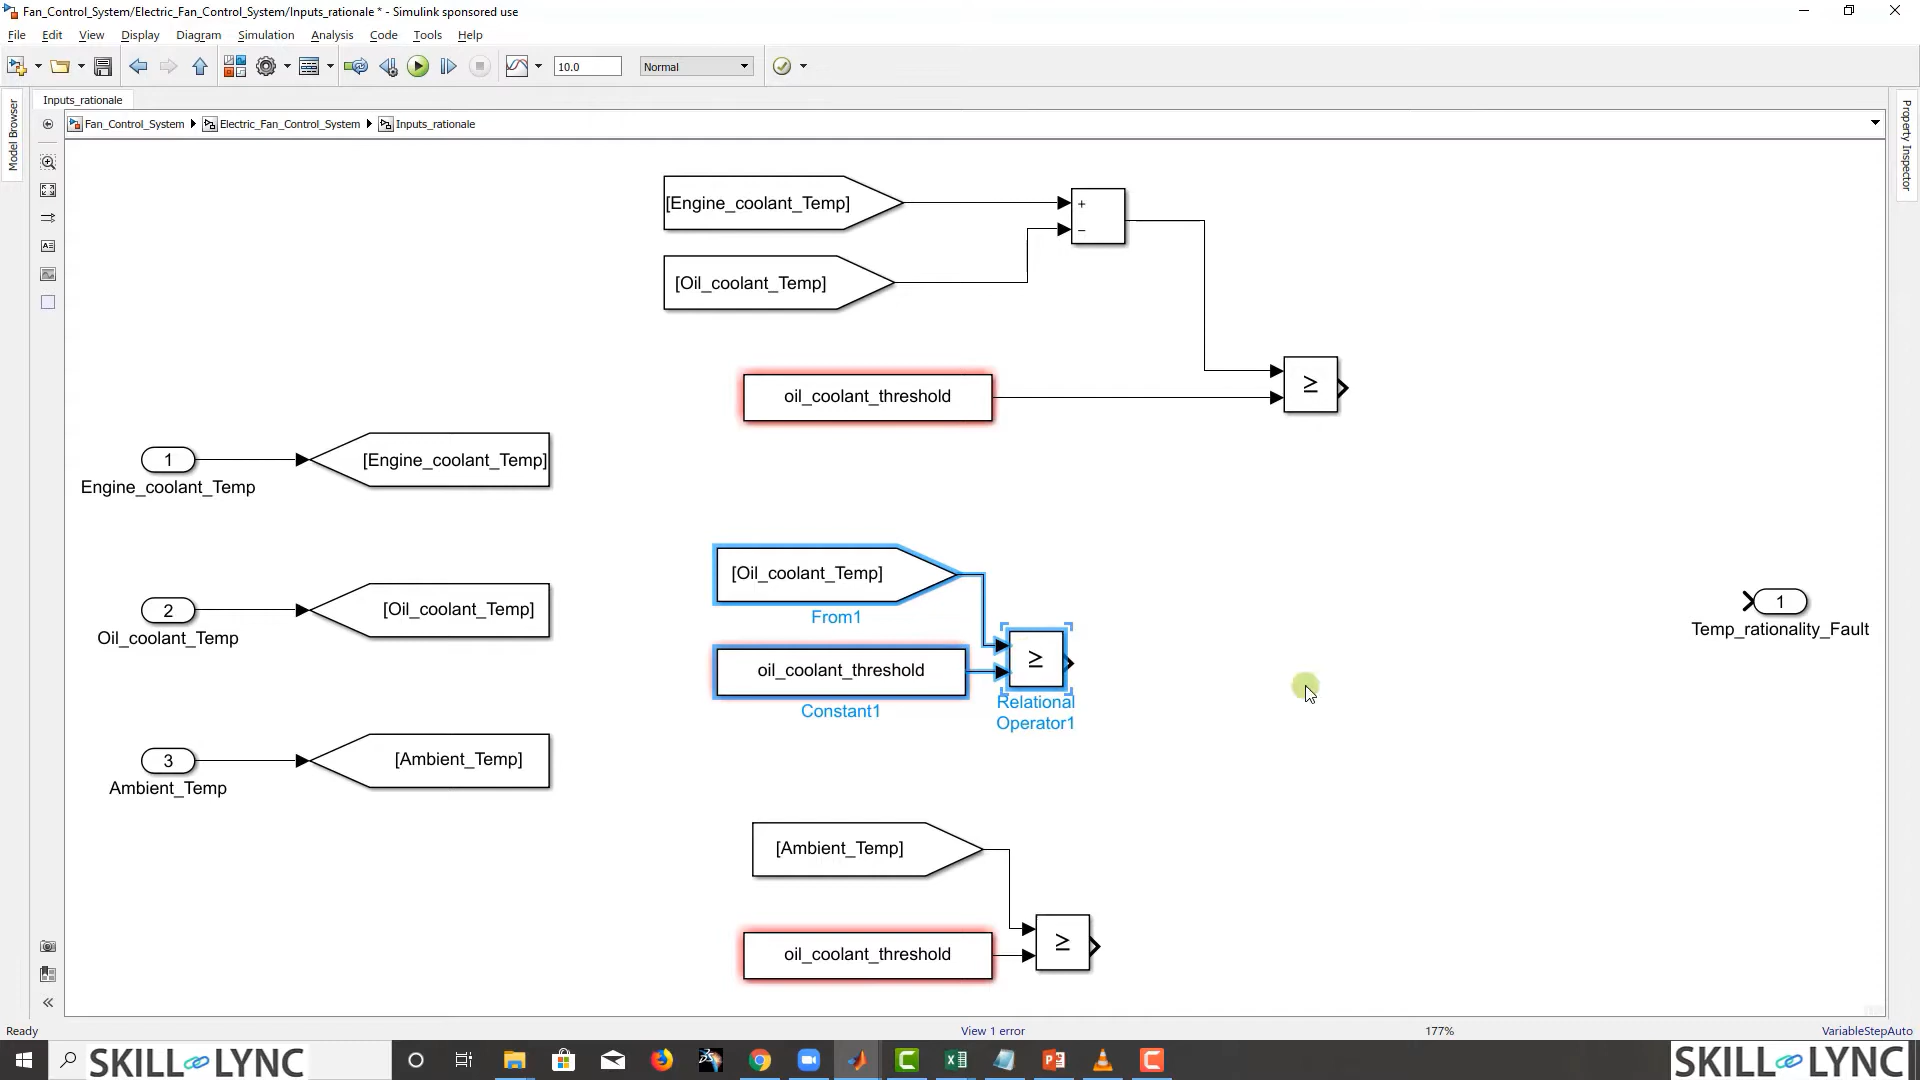 Fan_Control_System/Electric_Fan_Control_System/Inputs_rationale * - Simulink sponsored use
File Edit View Display Diagram Simulation Analysis Code Tools Help
10.0 Normal
Inputs_rationale
Fan_Control_System Electric_Fan_Control_System Inputs_rationale
Model Browser
Property Inspector
[Engine_coolant_Temp]
+
−
[Oil_coolant_Temp]
oil_coolant_threshold
≥
1
[Engine_coolant_Temp]
Engine_coolant_Temp
[Oil_coolant_Temp]
From1
2
[Oil_coolant_Temp]
Oil_coolant_Temp
1
Temp_rationality_Fault
oil_coolant_threshold
≥
Constant1
Relational
Operator1
3
[Ambient_Temp]
Ambient_Temp
[Ambient_Temp]
oil_coolant_threshold
≥
Ready View 1 error 177% VariableStepAuto
SKILL LYNC
SKILL LYNC